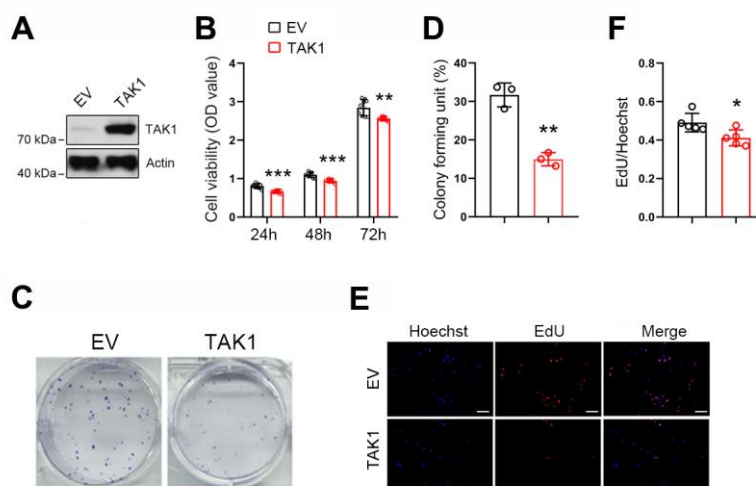 A
EV
TAK1
70 kDa
TAK1
40 kDa
Actin
B
EV
TAK1
Cell viability (OD value)
4
3
2
1
0
***
***
**
24h
48h
72h
D
Colony forming unit (%)
40
30
20
10
0
**
F
EdU/Hoechst
0.8
0.6
0.4
0.2
0.0
*
C
EV
TAK1
E
Hoechst
EdU
Merge
EV
TAK1